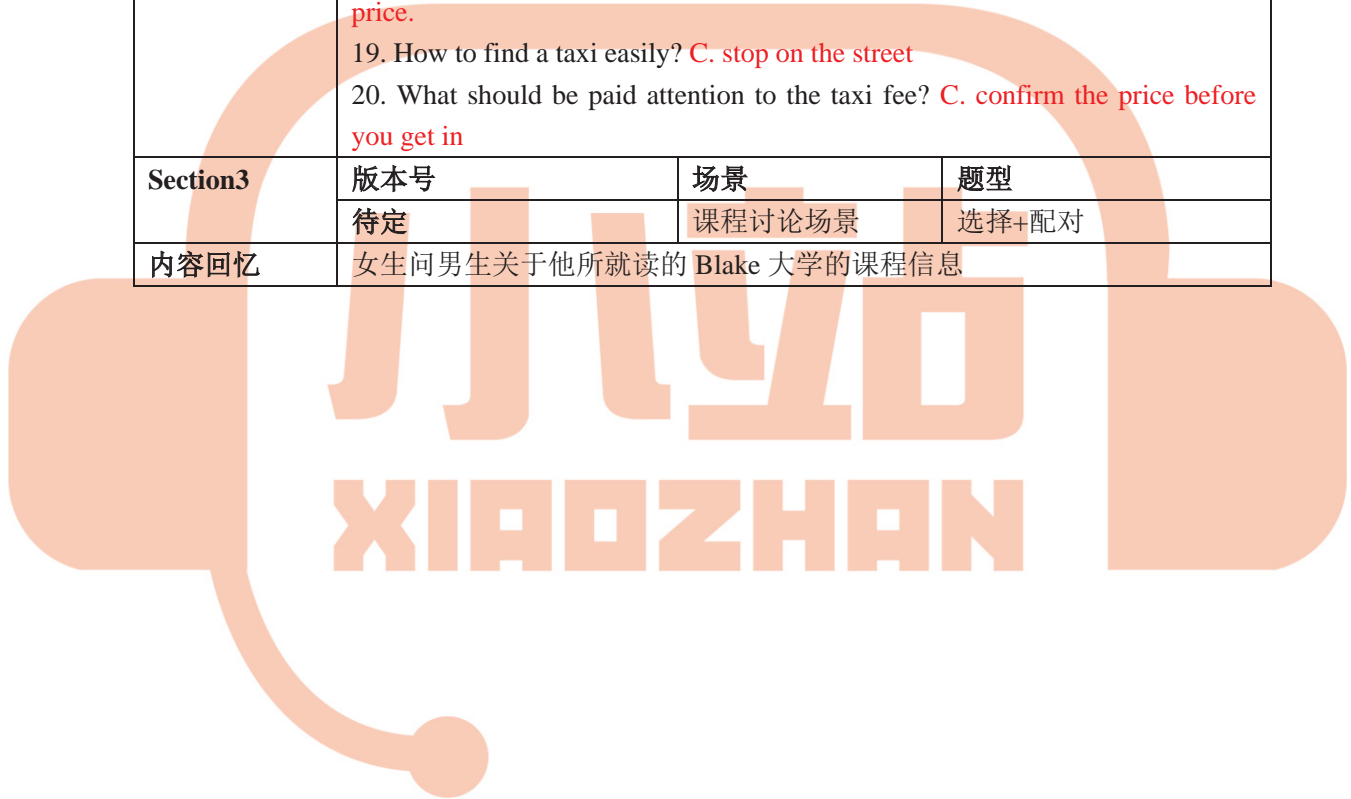 price.
19. How to find a taxi easily? C. stop on the street
20. What should be paid attention to the taxi fee? C. confirm the price before
you get in
Section3 版本号 场景 题型
待定 课程讨论场景 选择+配对
内容回忆 女生问男生关于他所就读的 Blake 大学的课程信息
小站
XIAOZHAN